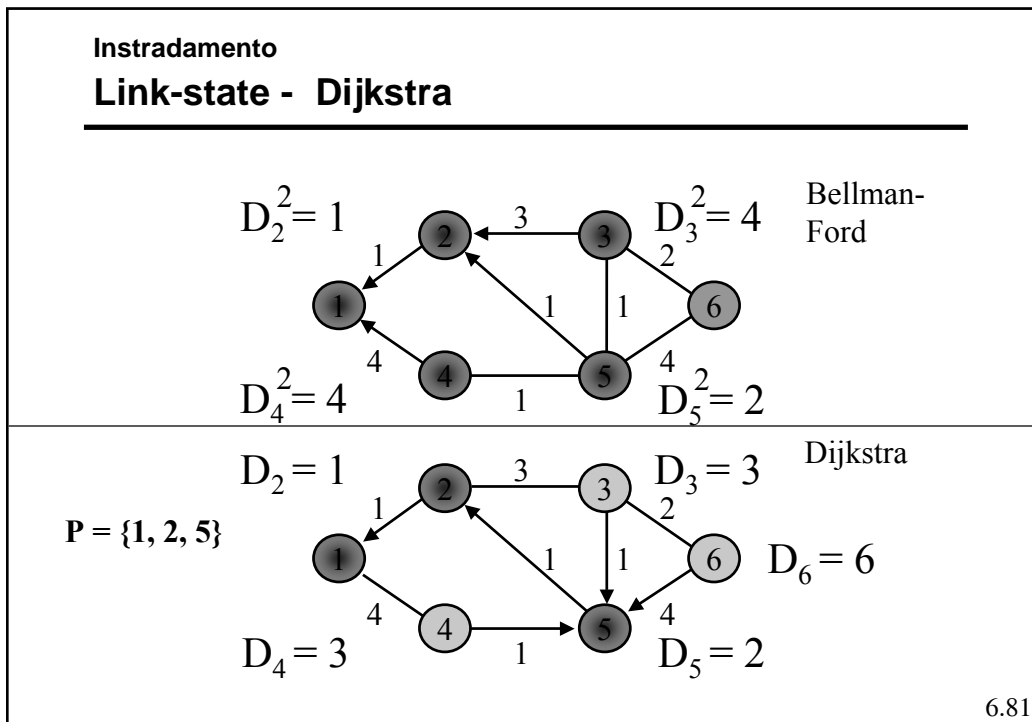 Instradamento
Link-state - Dijkstra
D₂² = 1
D₃² = 4
Bellman-
Ford
3
2
3
1
2
1
1
1
6
4
4
4
5
D₄² = 4
1
D₅² = 2
D₂ = 1
D₃ = 3
Dijkstra
3
2
3
1
2
P = {1, 2, 5}
1
1
1
6
D₆ = 6
4
4
4
5
D₄ = 3
1
D₅ = 2
6.81